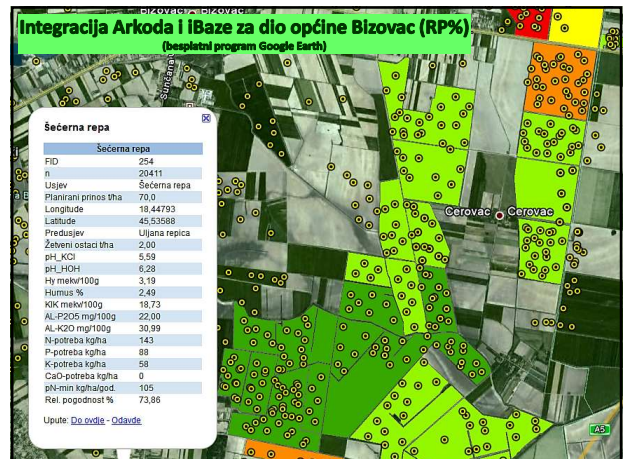 Bizovac Bizovac
Integracija Arkoda i iBaze za dio općine Bizovac (RP%)
(besplatni program Google Earth)
Sunčana
Šećerna repa
Šećerna repa
FID 254
n 20411
Usjev Šećerna repa
Planirani prinos t/ha 70,0
Longitude 18,44793
Latitude 45,53588
Predusjev Uljana repica
Žetveni ostaci t/ha 2,00
pH_KCl 5,59
pH_HOH 6,28
Hy mekv/100g 3,19
Humus % 2,49
KIK mekv/100g 18,73
AL-P2O5 mg/100g 22,00
AL-K2O mg/100g 30,99
N-potreba kg/ha 143
P-potreba kg/ha 88
K-potreba kg/ha 58
CaO-potreba kg/ha 0
pN-min kg/ha/god. 105
Rel. pogodnost % 73,86
Upute: Do ovdje - Odavde
Cerovac Cerovac
A5